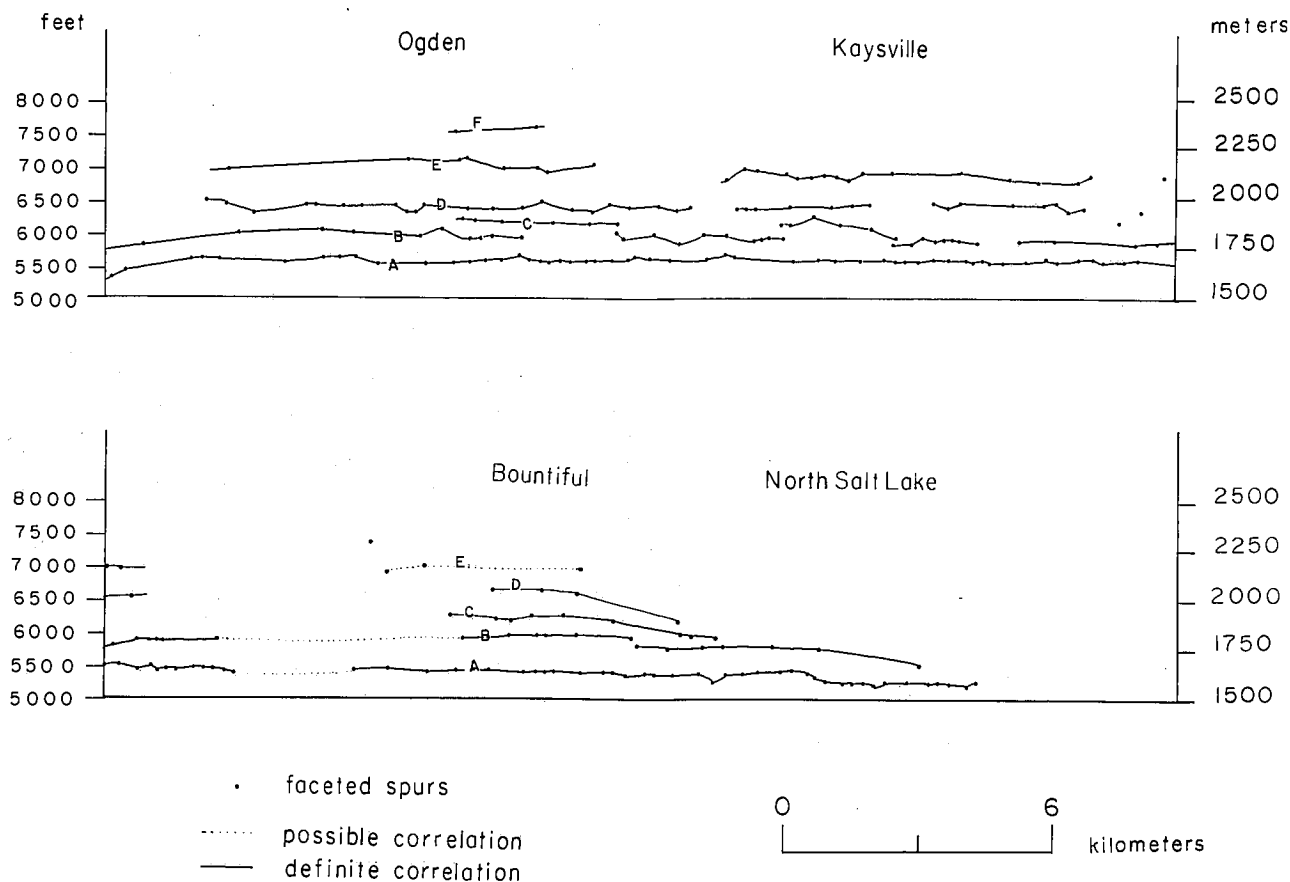 feet
Ogden
Kaysville
meters
8000
7500
7000
6500
6000
5500
5000
2500
2250
2000
1750
1500
F
E
D
C
B
A
Bountiful
North Salt Lake
8000
7500
7000
6500
6000
5500
5000
2500
2250
2000
1750
1500
E
D
C
B
A
faceted spurs
possible correlation
definite correlation
0 6
kilometers